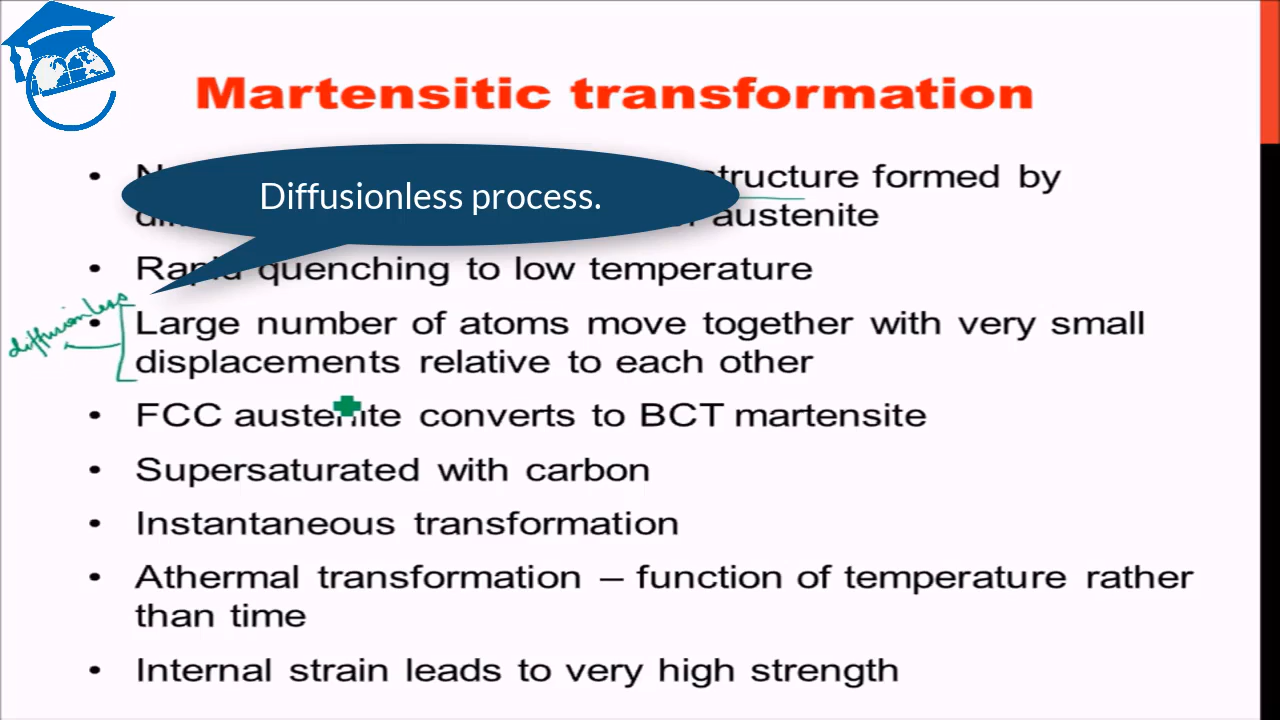 Martensitic transformation
Diffusionless process.
structure formed by
austenite
Rapid quenching to low temperature
diffusionless
• Large number of atoms move together with very small
displacements relative to each other
• FCC austenite converts to BCT martensite
• Supersaturated with carbon
• Instantaneous transformation
• Athermal transformation – function of temperature rather
than time
• Internal strain leads to very high strength